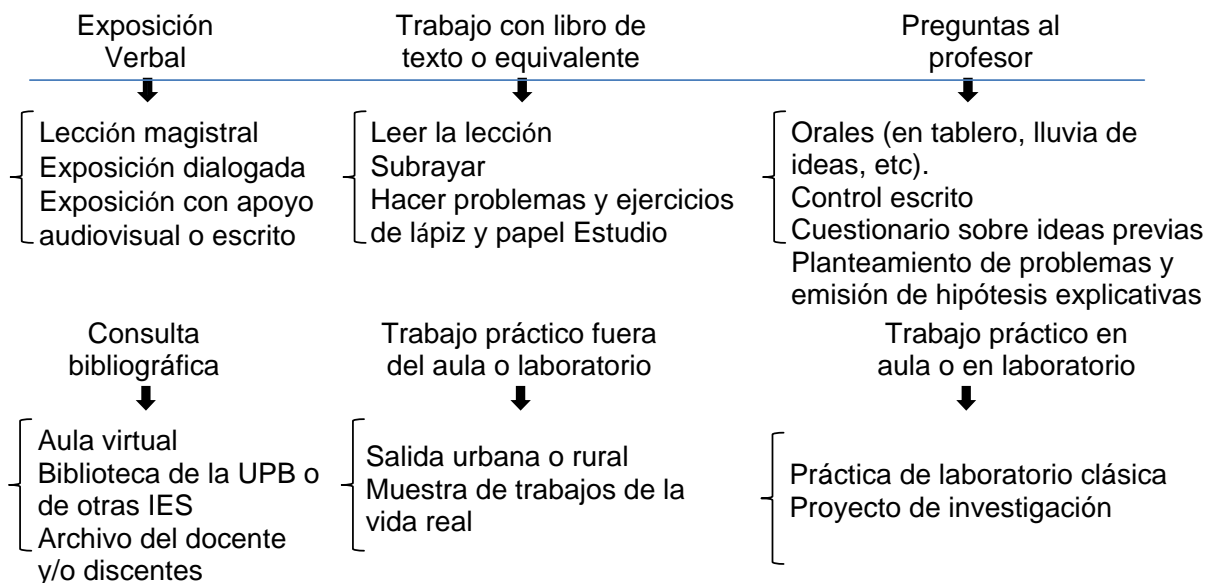 Exposición
Verbal
Lección magistral
Exposición dialogada
Exposición con apoyo
audiovisual o escrito
Trabajo con libro de
texto o equivalente
Leer la lección
Subrayar
Hacer problemas y ejercicios
de lápiz y papel Estudio
Preguntas al
profesor
Orales (en tablero, lluvia de
ideas, etc).
Control escrito
Cuestionario sobre ideas previas
Planteamiento de problemas y
emisión de hipótesis explicativas
Consulta
bibliográfica
Aula virtual
Biblioteca de la UPB o
de otras IES
Archivo del docente
y/o discentes
Trabajo práctico fuera
del aula o laboratorio
Salida urbana o rural
Muestra de trabajos de la
vida real
Trabajo práctico en
aula o en laboratorio
Práctica de laboratorio clásica
Proyecto de investigación